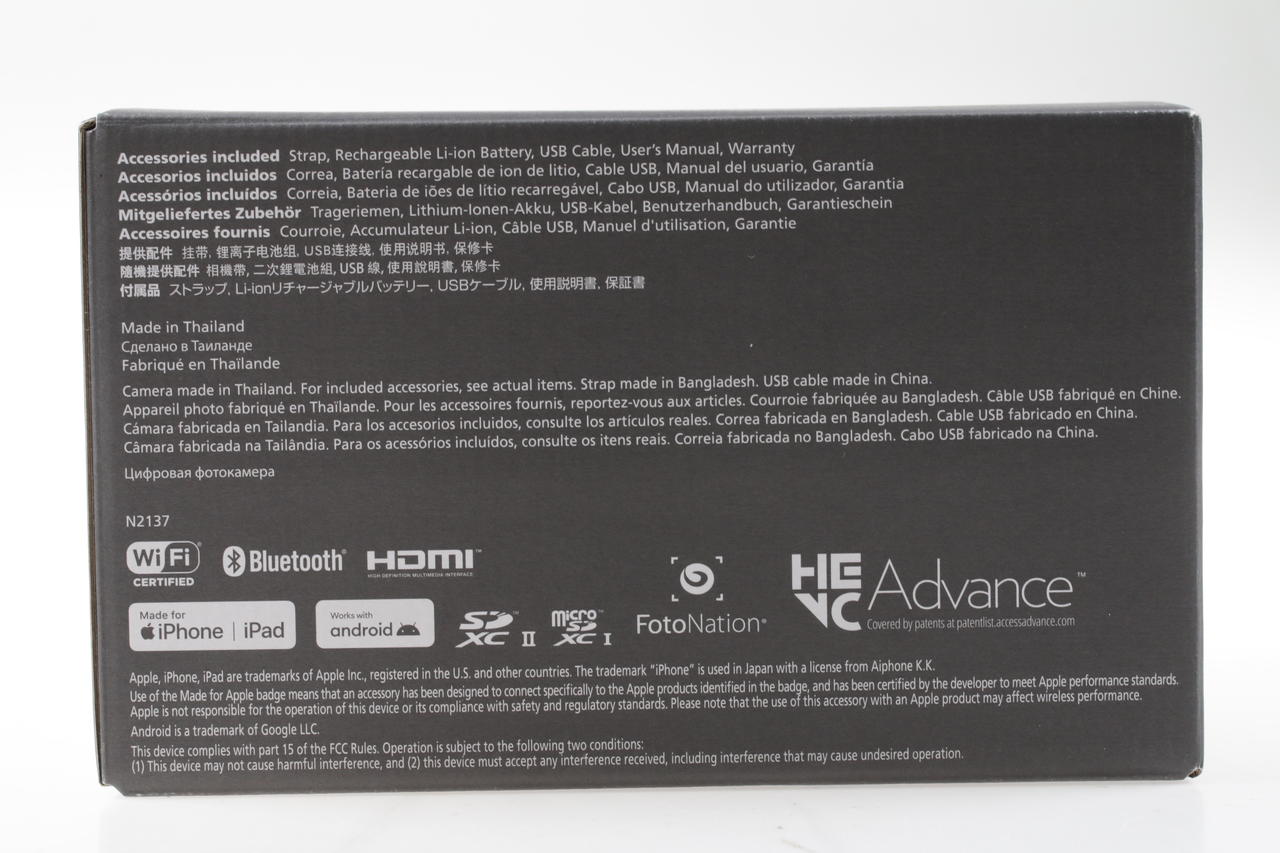 Accessories included Strap, Rechargeable Li-ion Battery, USB Cable, User's Manual, Warranty
Accesorios incluidos Correa, Batería recargable de ion de litio, Cable USB, Manual del usuario, Garantía
Acessórios incluídos Correia, Bateria de iões de lítio recarregável, Cabo USB, Manual do utilizador, Garantia
Mitgeliefertes Zubehör Trageriemen, Lithium-Ionen-Akku, USB-Kabel, Benutzerhandbuch, Garantieschein
Accessoires fournis Courroie, Accumulateur Li-ion, Câble USB, Manuel d'utilisation, Garantie
提供配件 挂带, 锂离子电池组, USB连接线, 使用说明书, 保修卡
隨機提供配件 相機帶, 二次鋰電池組, USB 線, 使用說明書, 保修卡
付属品 ストラップ, Li-ionリチャージャブルバッテリー, USBケーブル, 使用説明書, 保証書
Made in Thailand
Сделано в Таиланде
Fabriqué en Thaïlande
Camera made in Thailand. For included accessories, see actual items. Strap made in Bangladesh. USB cable made in China.
Appareil photo fabriqué en Thaïlande. Pour les accessoires fournis, reportez-vous aux articles. Courroie fabriquée au Bangladesh. Câble USB fabriqué en Chine.
Cámara fabricada en Tailandia. Para los accesorios incluidos, consulte los artículos reales. Correa fabricada en Bangladesh. Cable USB fabricado en China.
Câmara fabricada na Tailândia. Para os acessórios incluídos, consulte os itens reais. Correia fabricada no Bangladesh. Cabo USB fabricado na China.
Цифровая фотокамера
N2137
Wi Fi CERTIFIED
Bluetooth®
HDMI™ HIGH-DEFINITION MULTIMEDIA INTERFACE
Made for iPhone | iPad
Works with android
SD XC™ II
micro SD XC™ I
FotoNation®
HEVC Advance™
Covered by patents at patentlist.accessadvance.com
Apple, iPhone, iPad are trademarks of Apple Inc., registered in the U.S. and other countries. The trademark “iPhone” is used in Japan with a license from Aiphone K.K.
Use of the Made for Apple badge means that an accessory has been designed to connect specifically to the Apple products identified in the badge, and has been certified by the developer to meet Apple performance standards.
Apple is not responsible for the operation of this device or its compliance with safety and regulatory standards. Please note that the use of this accessory with an Apple product may affect wireless performance.
Android is a trademark of Google LLC.
This device complies with part 15 of the FCC Rules. Operation is subject to the following two conditions:
(1) This device may not cause harmful interference, and (2) this device must accept any interference received, including interference that may cause undesired operation.